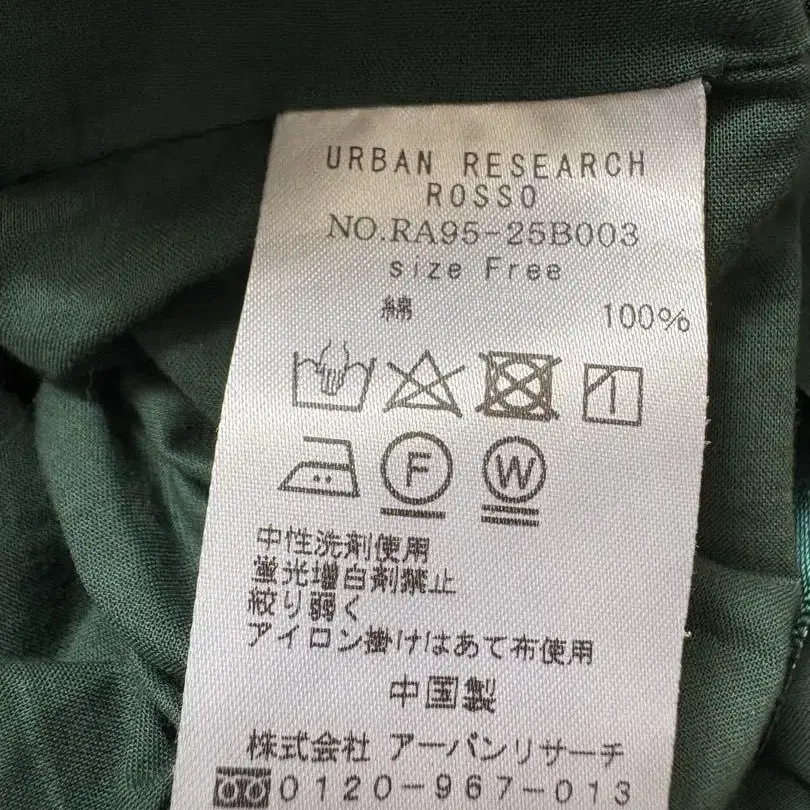 URBAN RESEARCH
ROSSO
NO.RA95-25B003
size Free
綿 100%
F W
中性洗剤使用
蛍光増白剤禁止
絞り弱く
アイロン掛けはあて布使用
中国製
株式会社 アーバンリサーチ
0120-967-013